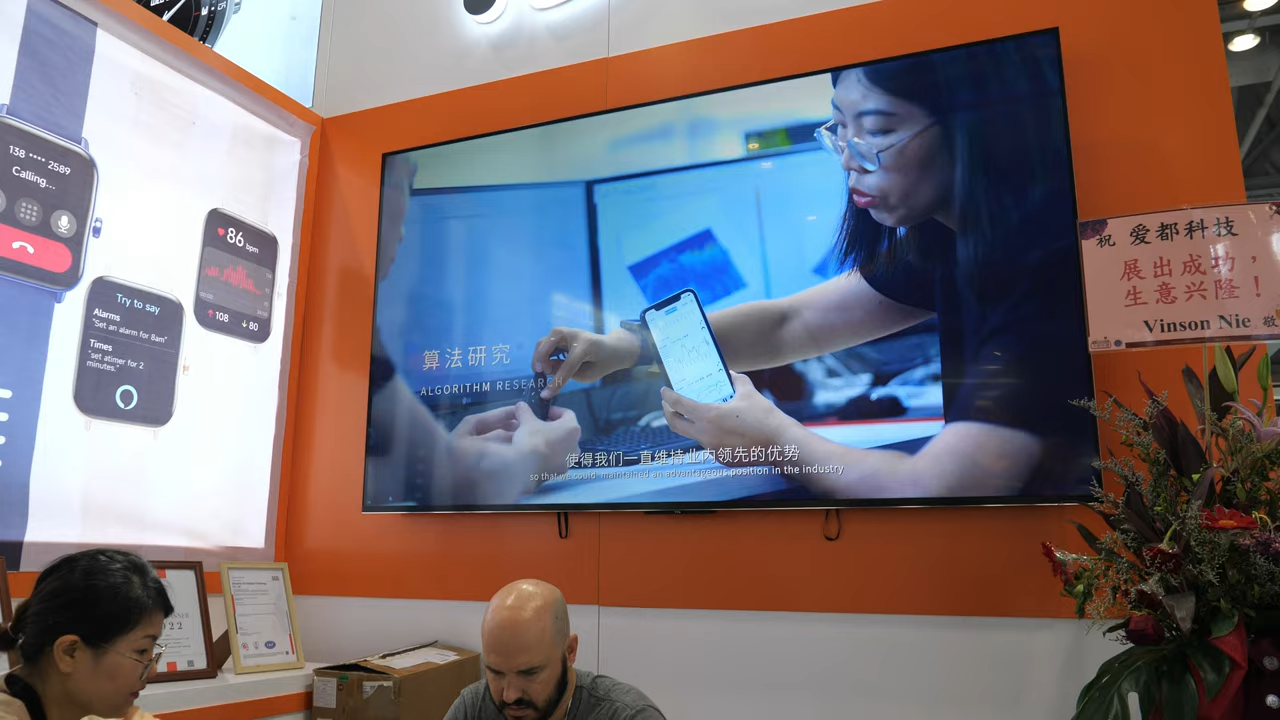 138 **** 2589
Calling...
86 bpm
108
80
Try to say
Alarms
"Set an alarm for 8am"
Times
"set atimer for 2
minutes."
算法研究
ALGORITHM RESEARCH
使得我们一直维持业内领先的优势
so that we could maintained an advantageous position in the industry
祝 爱都科技
展出成功，
生意兴隆！
Vinson Nie 敬